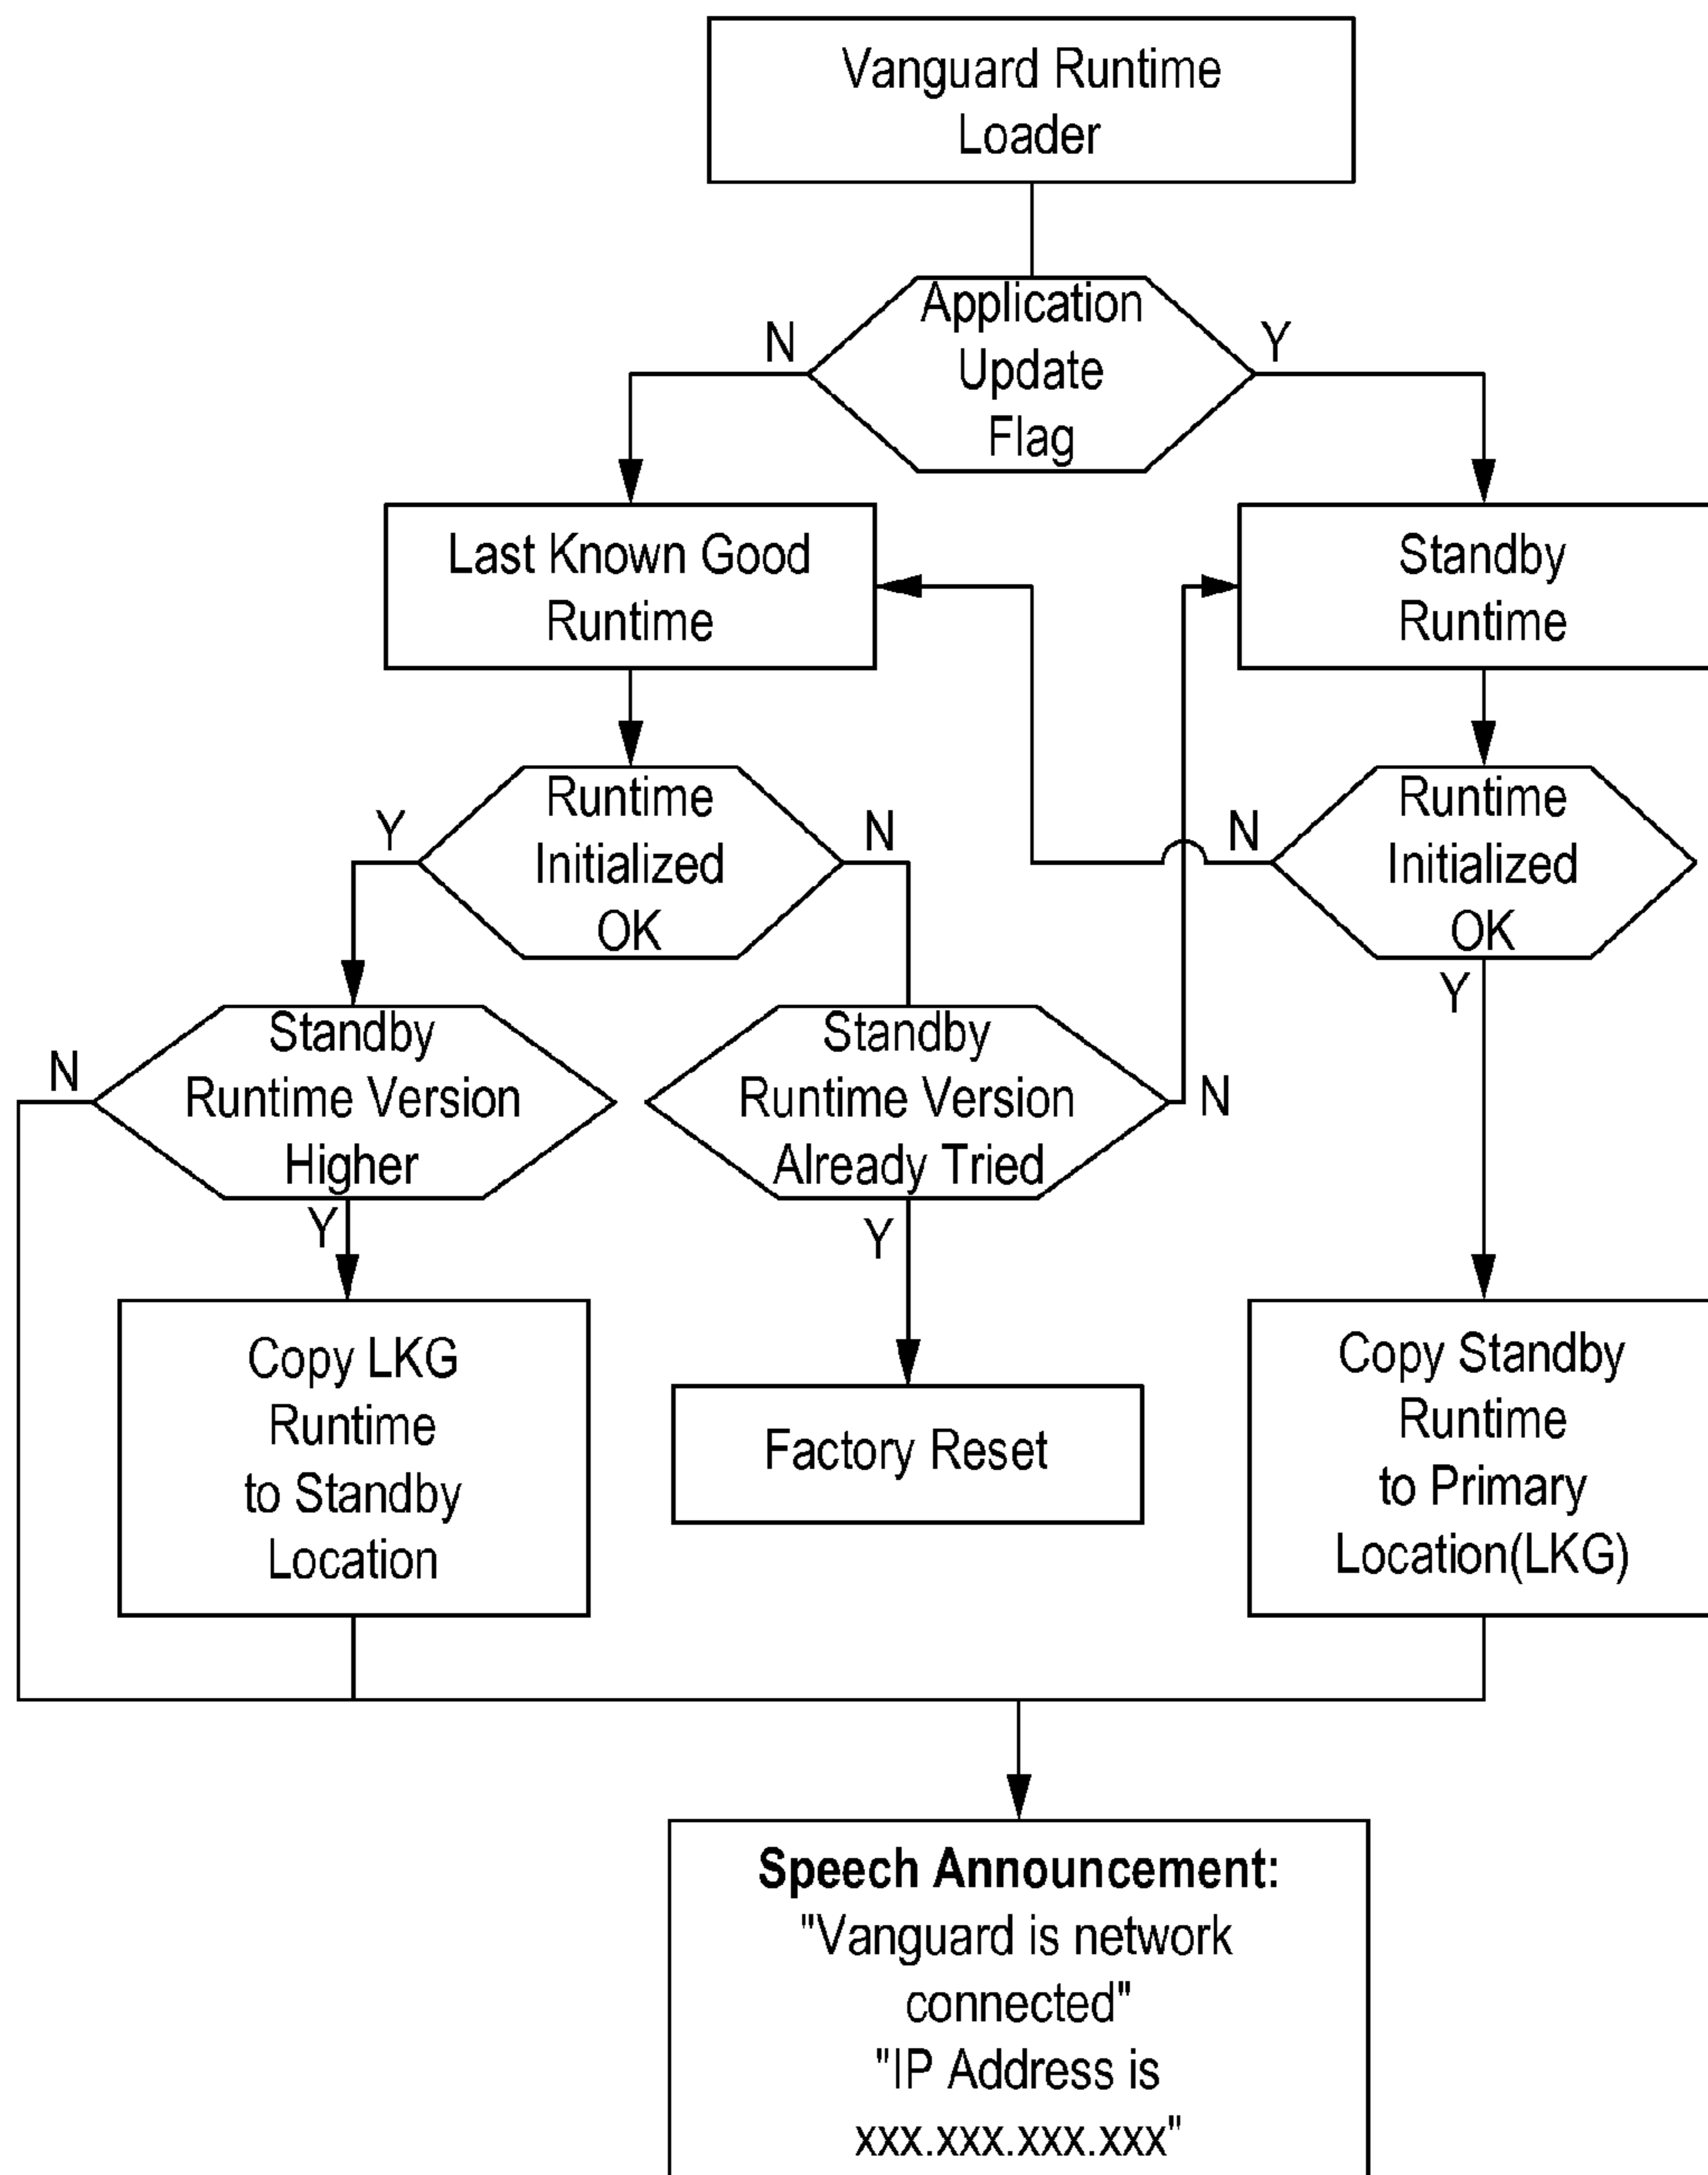 Vanguard Runtime
Loader
Application
Update
Flag
N
Y
Last Known Good
Runtime
Standby
Runtime
Runtime
Initialized
OK
Y
N
Runtime
Initialized
OK
N
Y
Standby
Runtime Version
Higher
N
Y
Standby
Runtime Version
Already Tried
N
Y
Copy LKG
Runtime
to Standby
Location
Factory Reset
Copy Standby
Runtime
to Primary
Location(LKG)
Speech Announcement:
"Vanguard is network
connected"
"IP Address is
xxx.xxx.xxx.xxx"